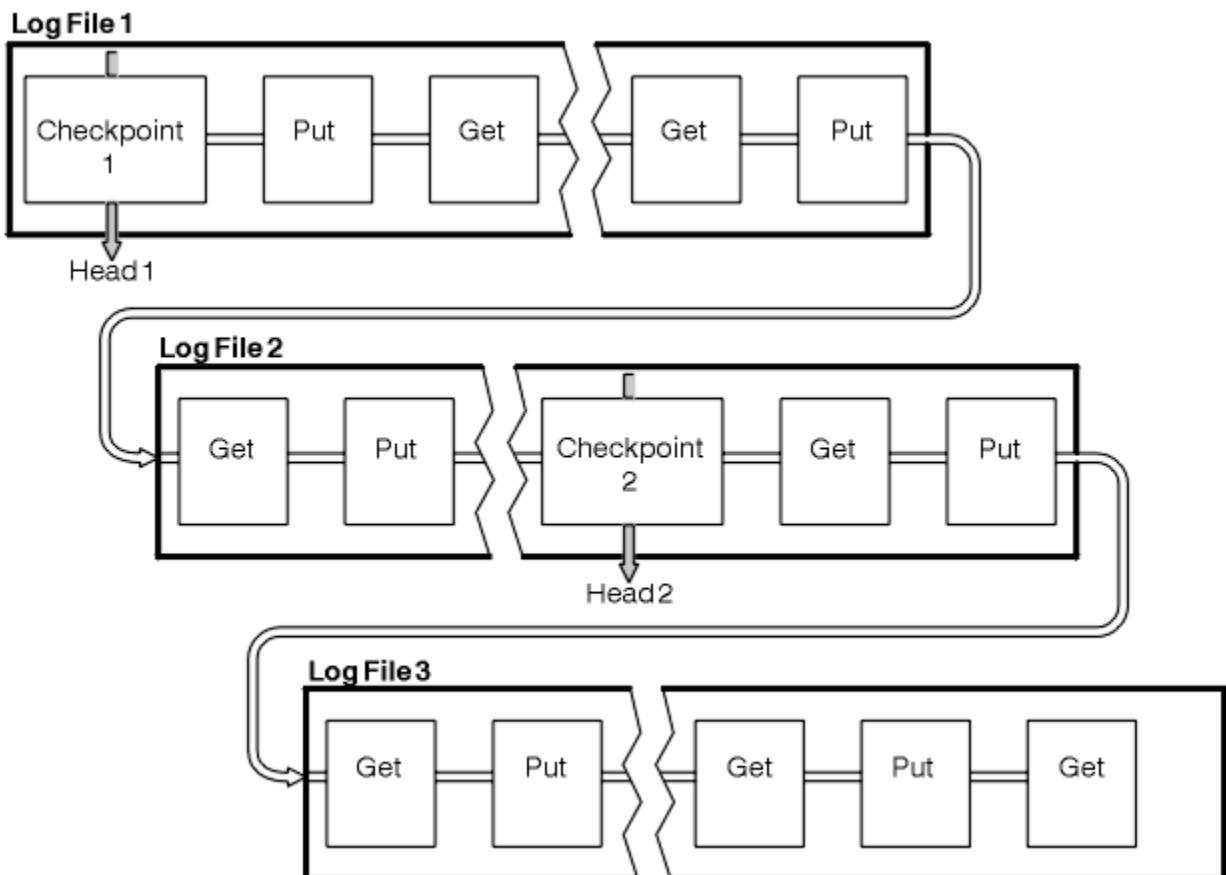 Log File 1
Checkpoint
1
Put
Get
Get
Put
Head 1
Log File 2
Get
Put
Checkpoint
2
Get
Put
Head 2
Log File 3
Get
Put
Get
Put
Get